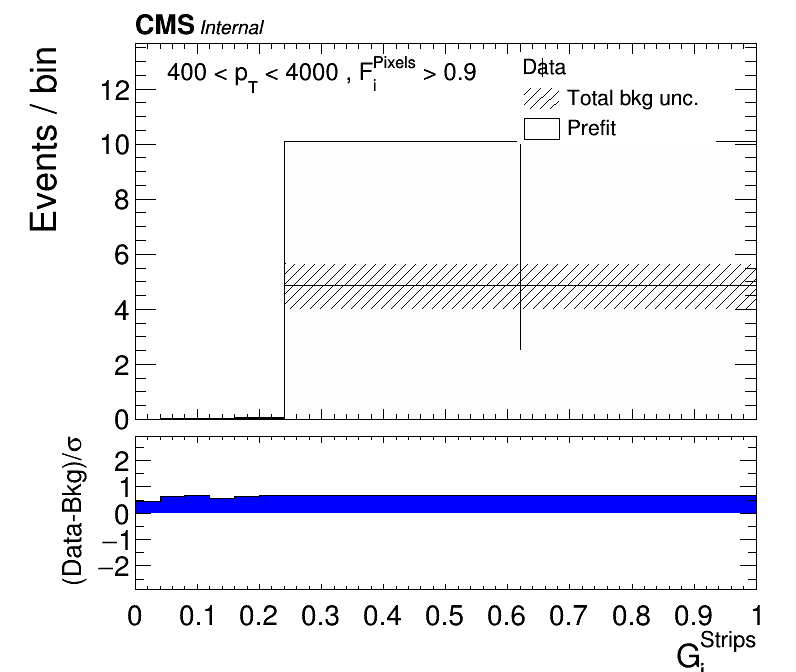 CMS Internal
Events / bin
400 < p_T < 4000 , F_i^Pixels > 0.9
Data
Total bkg unc.
Prefit
12
10
8
6
4
2
0
(Data-Bkg)/σ
2
1
0
−1
−2
0 0.1 0.2 0.3 0.4 0.5 0.6 0.7 0.8 0.9 1
G_i^Strips